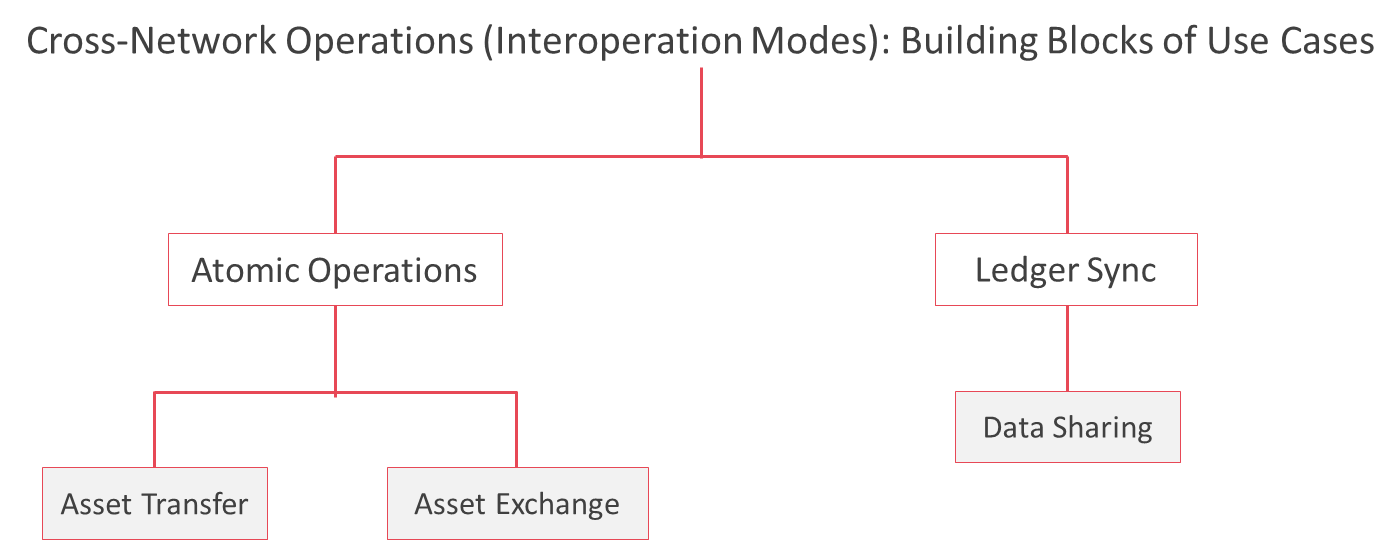 Cross-Network Operations (Interoperation Modes): Building Blocks of Use Cases
Atomic Operations
Ledger Sync
Data Sharing
Asset Transfer
Asset Exchange